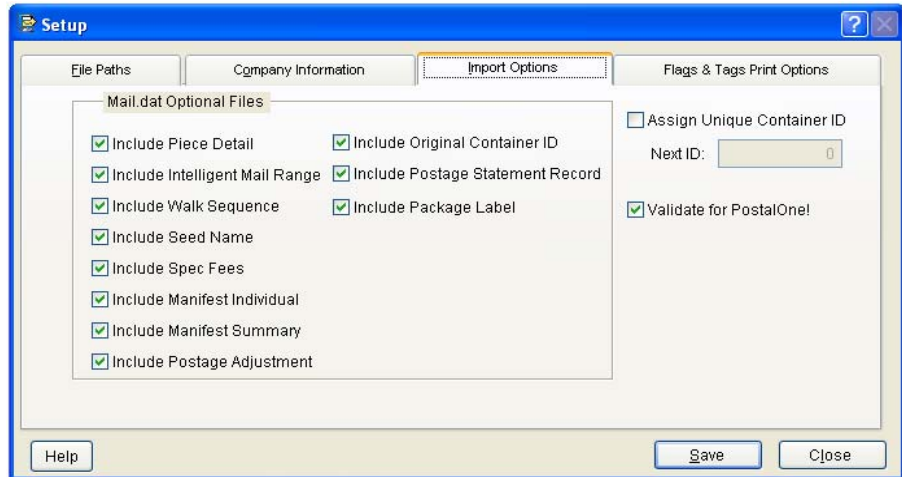 Setup
File Paths
Company Information
Import Options
Flags & Tags Print Options
Mail.dat Optional Files
Include Piece Detail
Include Intelligent Mail Range
Include Walk Sequence
Include Seed Name
Include Spec Fees
Include Manifest Individual
Include Manifest Summary
Include Postage Adjustment
Include Original Container ID
Include Postage Statement Record
Include Package Label
Assign Unique Container ID
Next ID: 0
Validate for PostalOne!
Help
Save
Close